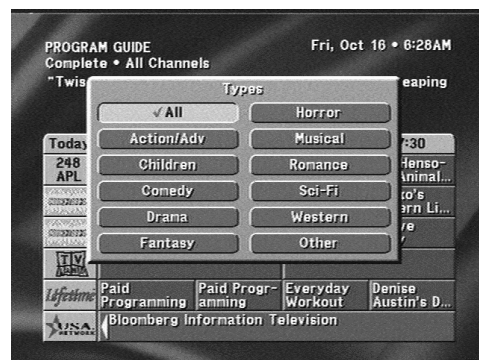 PROGRAM GUIDE
Fri, Oct 16 • 6:28AM
Complete • All Channels
"Twis
eaping
Types
✓All
Horror
Action/Adv
Musical
Children
Romance
Comedy
Sci-Fi
Drama
Western
Fantasy
Other
Today
:30
248
APL
Henso-
Animal...
ko's
ern Li...
ve
TV
Lifetime
Paid
Programming
Paid Progr-
amming
Everyday
Workout
Denise
Austin's D...
USA
NETWORK
Bloomberg Information Television